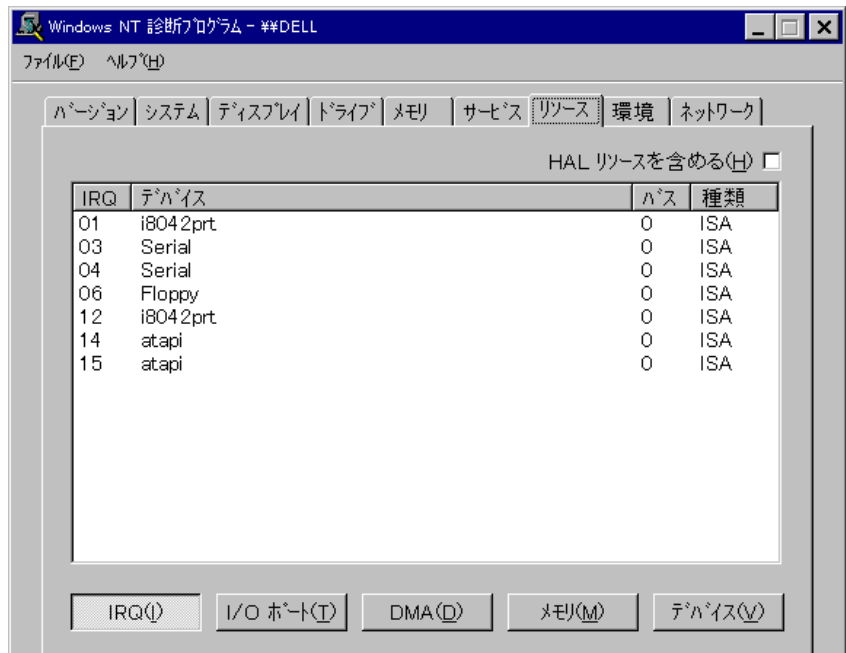 Windows NT 診断ﾌﾟﾛｸﾞﾗﾑ - ¥¥DELL
ﾌｧｲﾙ(F) ﾍﾙﾌﾟ(H)
ﾊﾞｰｼﾞｮﾝ ｼｽﾃﾑ ﾃﾞｨｽﾌﾟﾚｲ ﾄﾞﾗｲﾌﾞ ﾒﾓﾘ ｻｰﾋﾞｽ ﾘｿｰｽ 環境 ﾈｯﾄﾜｰｸ
HAL ﾘｿｰｽを含める(H)
IRQ ﾃﾞﾊﾞｲｽ ﾊﾞｽ 種類
01 i8042prt 0 ISA
03 Serial 0 ISA
04 Serial 0 ISA
06 Floppy 0 ISA
12 i8042prt 0 ISA
14 atapi 0 ISA
15 atapi 0 ISA
IRQ(I) I/O ﾎﾟｰﾄ(T) DMA(D) ﾒﾓﾘ(M) ﾃﾞﾊﾞｲｽ(V)